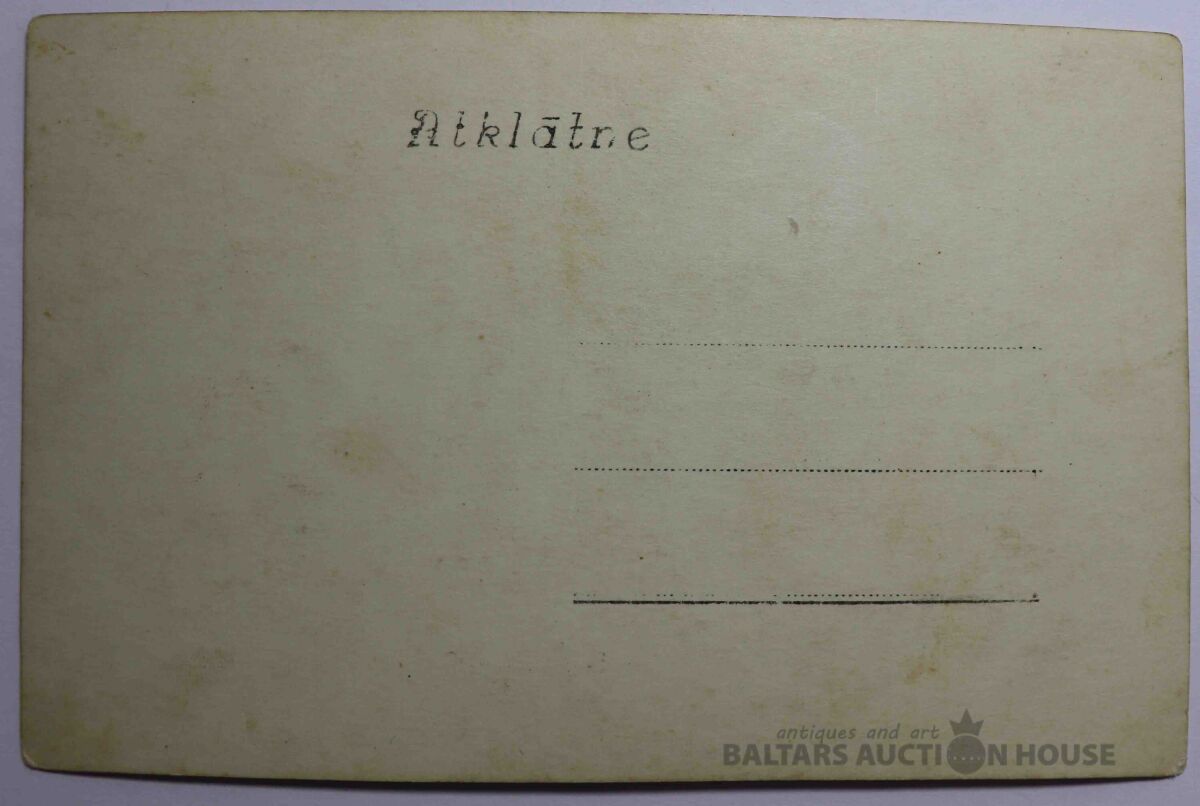 Atklātne
antiques and art
BALTARS AUCTION HOUSE